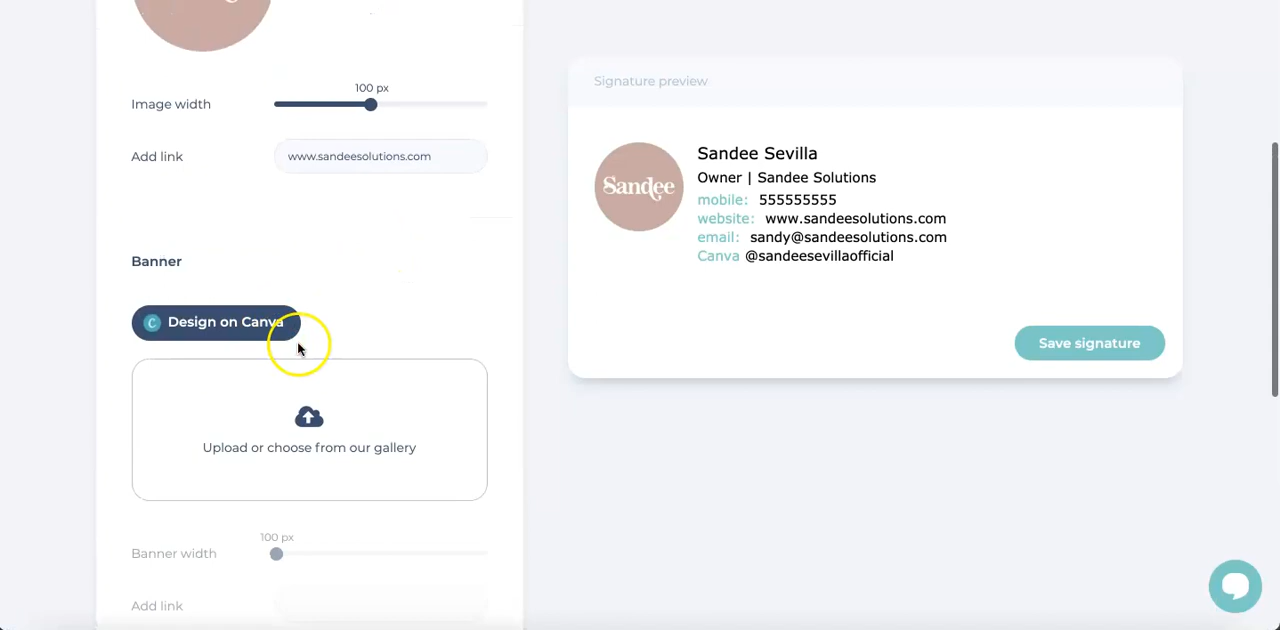 100 px
Image width
Add link
www.sandeesolutions.com
Banner
Design on Canva
Upload or choose from our gallery
100 px
Banner width
Add link
Signature preview
Sandee
Sandee Sevilla
Owner | Sandee Solutions
mobile: 555555555
website: www.sandeesolutions.com
email: sandy@sandeesolutions.com
Canva @sandeesevillaofficial
Save signature